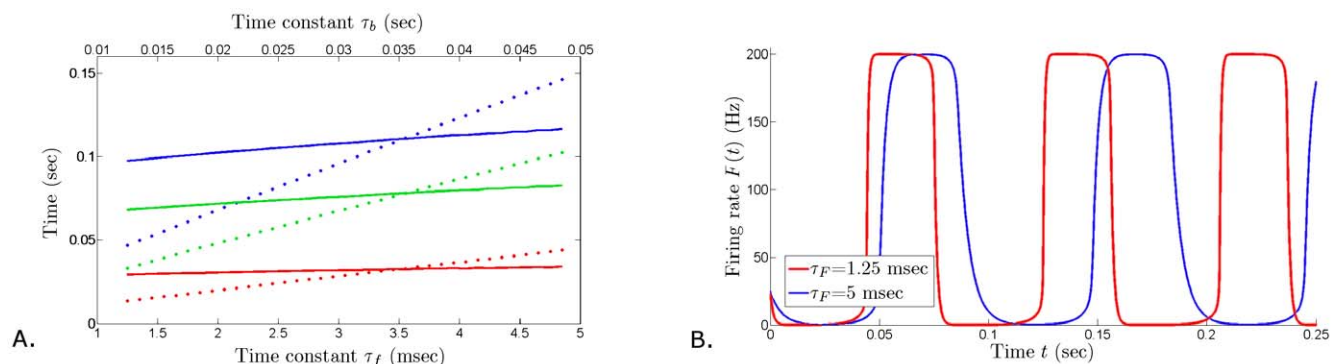 Time constant τ_b (sec)
0.01 0.015 0.02 0.025 0.03 0.035 0.04 0.045 0.05
0.15
0.1
0.05
0
Time (sec)
1 1.5 2 2.5 3 3.5 4 4.5 5
Time constant τ_f (msec)
A.
200
150
100
50
0
Firing rate F(t) (Hz)
τ_F=1.25 msec
τ_F=5 msec
0 0.05 0.1 0.15 0.2 0.25
Time t (sec)
B.